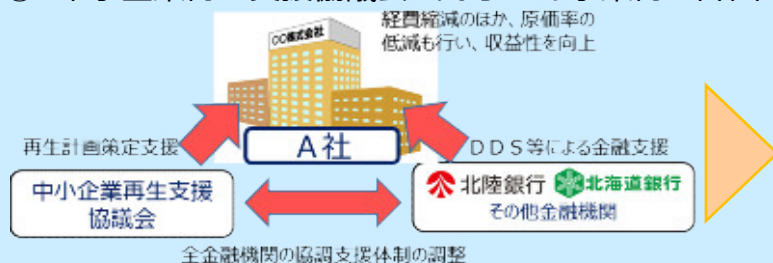 経費縮減のほか、原価率の
低減も行い、収益性を向上
○○株式会社
再生計画策定支援
A社
DDS等による金融支援
中小企業再生支援
協議会
北陸銀行 北海道銀行
その他金融機関
全金融機関の協調支援体制の調整